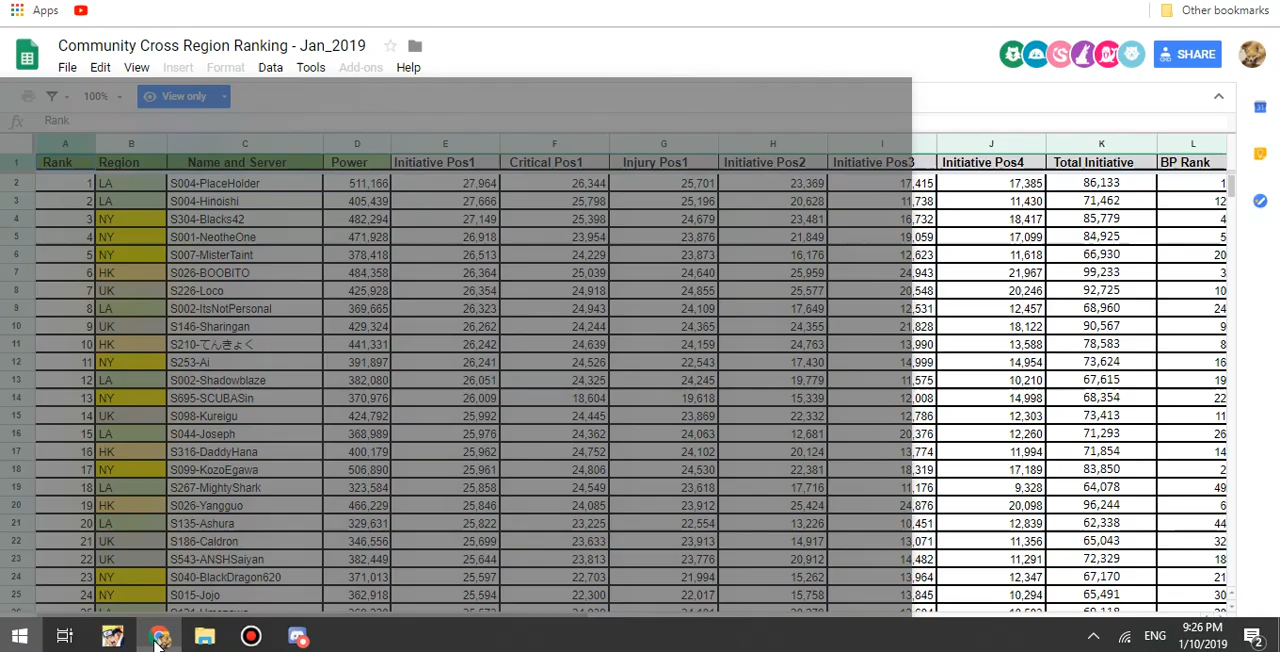 Apps Other bookmarks
Community Cross Region Ranking - Jan_2019
File Edit View Insert Format Data Tools Add-ons Help
SHARE
100% View only
fx Rank
A B C D E F G H I J K L
1 Rank Region Name and Server Power Initiative Pos1 Critical Pos1 Injury Pos1 Initiative Pos2 Initiative Pos3 Initiative Pos4 Total Initiative BP Rank
2 1 LA S004-PlaceHolder 511,166 27,964 26,344 25,701 23,369 17,415 17,385 86,133 1
3 2 LA S004-Hinoishi 405,439 27,666 25,798 25,196 20,628 11,738 11,430 71,462 12
4 3 NY S304-Blacks42 482,294 27,149 25,398 24,679 23,481 16,732 18,417 85,779 4
5 4 NY S001-NeotheOne 471,928 26,918 23,954 23,876 21,849 19,059 17,099 84,925 5
6 5 NY S007-MisterTaint 378,418 26,513 24,229 23,873 16,176 12,623 11,618 66,930 20
7 6 HK S026-BOOBITO 484,358 26,364 25,039 24,640 25,959 24,943 21,967 99,233 3
8 7 UK S226-Loco 425,928 26,354 24,918 24,855 25,577 20,548 20,246 92,725 10
9 8 LA S002-ItsNotPersonal 369,665 26,323 24,943 24,109 17,649 12,531 12,457 68,960 24
10 9 UK S146-Sharingan 429,324 26,262 24,244 24,365 24,355 21,828 18,122 90,567 9
11 10 HK S210-てんきょく 441,331 26,242 24,639 24,159 24,763 13,990 13,588 78,583 8
12 11 NY S253-Ai 391,897 26,241 24,526 22,543 17,430 14,999 14,954 73,624 16
13 12 LA S002-Shadowblaze 382,080 26,051 24,325 24,245 19,779 11,575 10,210 67,615 19
14 13 NY S695-SCUBASin 370,976 26,009 18,604 19,618 15,339 12,008 14,998 68,354 22
15 14 UK S098-Kureigu 424,792 25,992 24,445 23,869 22,332 12,786 12,303 73,413 11
16 15 LA S044-Joseph 368,989 25,976 24,362 24,063 12,681 20,376 12,260 71,293 26
17 16 HK S316-DaddyHana 400,179 25,962 24,752 24,102 20,124 13,774 11,994 71,854 14
18 17 NY S099-KozoEgawa 506,890 25,961 24,806 24,530 22,381 18,319 17,189 83,850 2
19 18 LA S267-MightyShark 323,584 25,858 24,549 23,618 17,716 11,176 9,328 64,078 49
20 19 HK S026-Yangguo 466,229 25,846 24,085 23,912 25,424 24,876 20,098 96,244 6
21 20 LA S135-Ashura 329,631 25,822 23,225 22,554 13,226 10,451 12,839 62,338 44
22 21 UK S186-Caldron 346,556 25,699 23,633 23,913 14,917 13,071 11,356 65,043 32
23 22 UK S543-ANSHSaiyan 382,449 25,644 23,813 23,776 20,912 14,482 11,291 72,329 18
24 23 NY S040-BlackDragon620 371,013 25,597 22,703 21,994 15,262 13,964 12,347 67,170 21
25 24 NY S015-Jojo 362,918 25,594 22,300 22,017 15,758 13,845 10,294 65,491 30
ENG 9:26 PM
1/10/2019 2